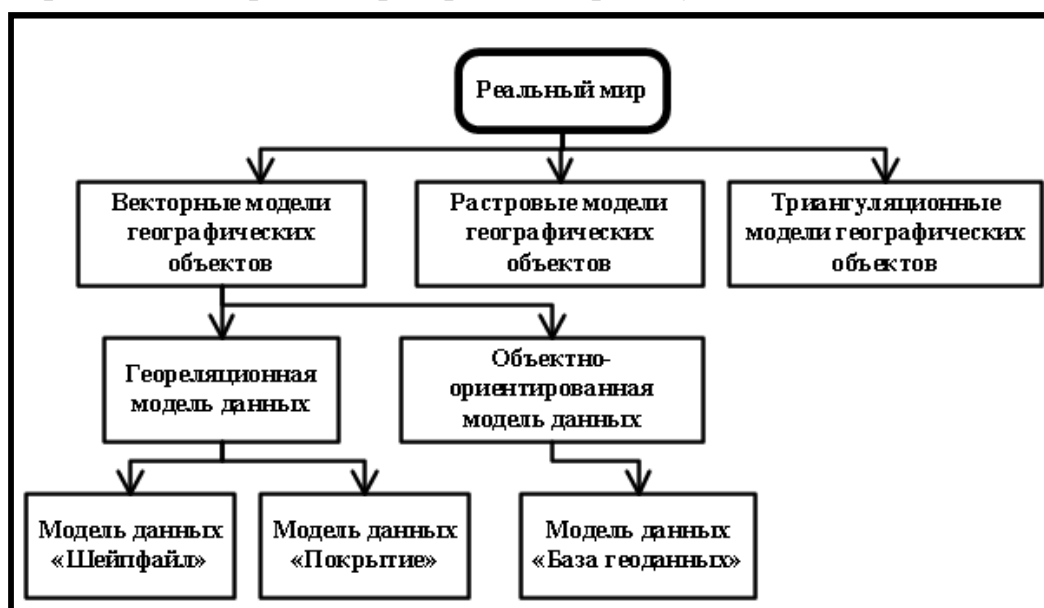 Реальный мир
Векторные модели
географических
объектов
Растровые модели
географических
объектов
Триангуляционные
модели географических
объектов
Геореляционная
модель данных
Объектно-
ориентированная
модель данных
Модель данных
«Шейпфайл»
Модель данных
«Покрытие»
Модель данных
«База геоданных»